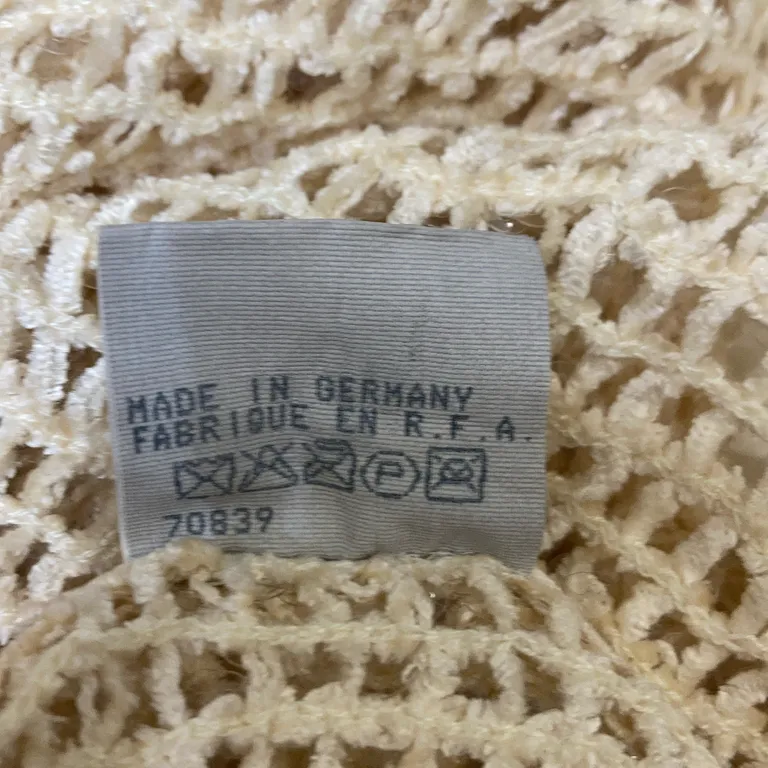 MADE IN GERMANY
FABRIQUE EN R.F.A.
P
70839